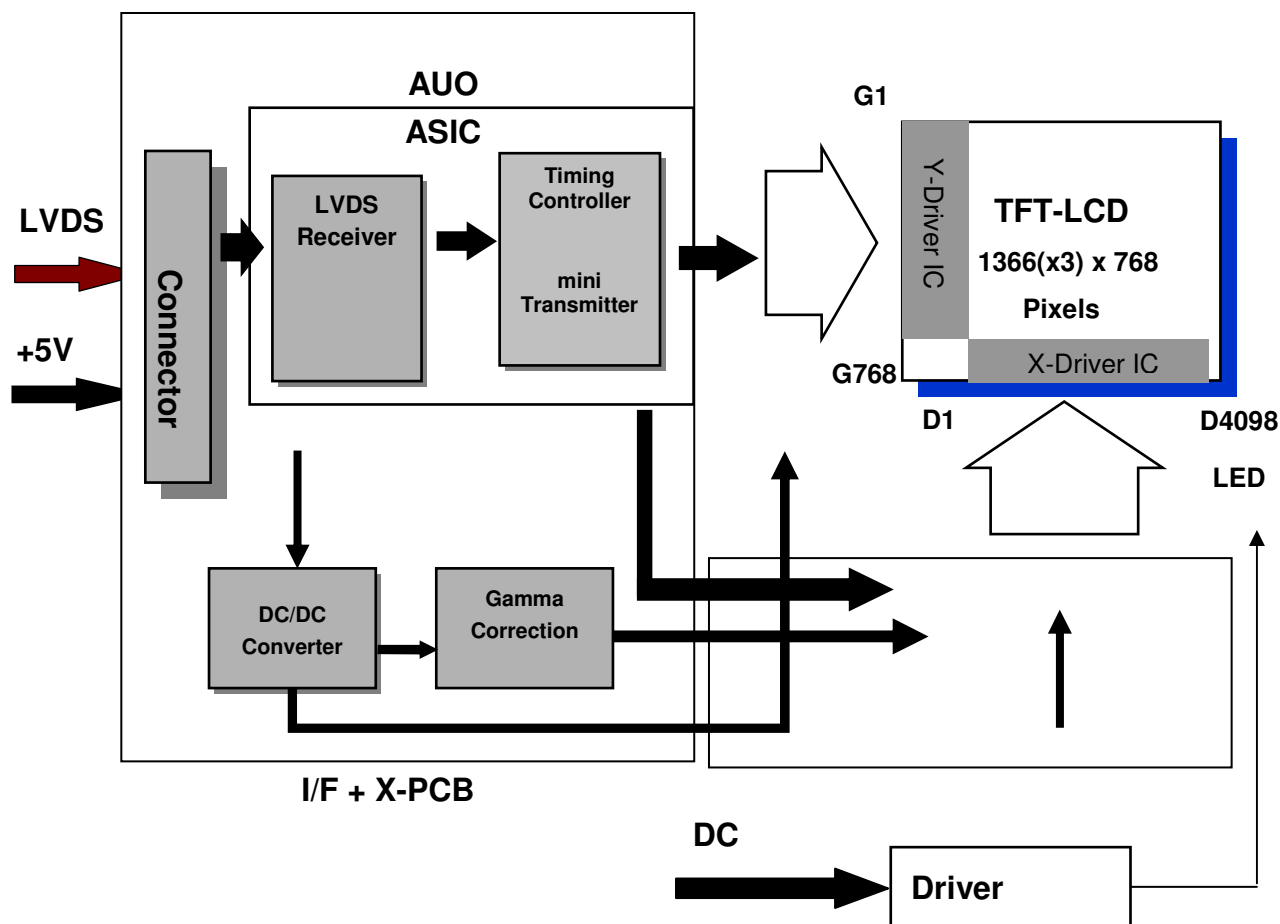 AUO
ASIC
G1
LVDS
+5V
Connector
LVDS
Receiver
Timing
Controller
mini
Transmitter
Y-Driver IC
TFT-LCD
1366(x3) x 768
Pixels
X-Driver IC
G768
D1
D4098
LED
DC/DC
Converter
Gamma
Correction
I/F + X-PCB
DC
Driver